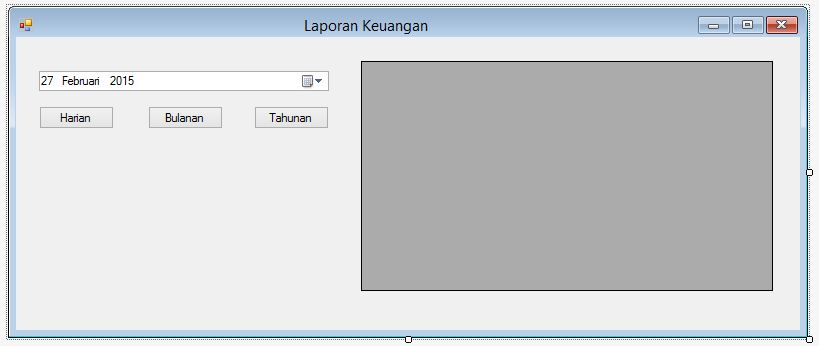 Laporan Keuangan
27 Februari 2015
Harian Bulanan Tahunan